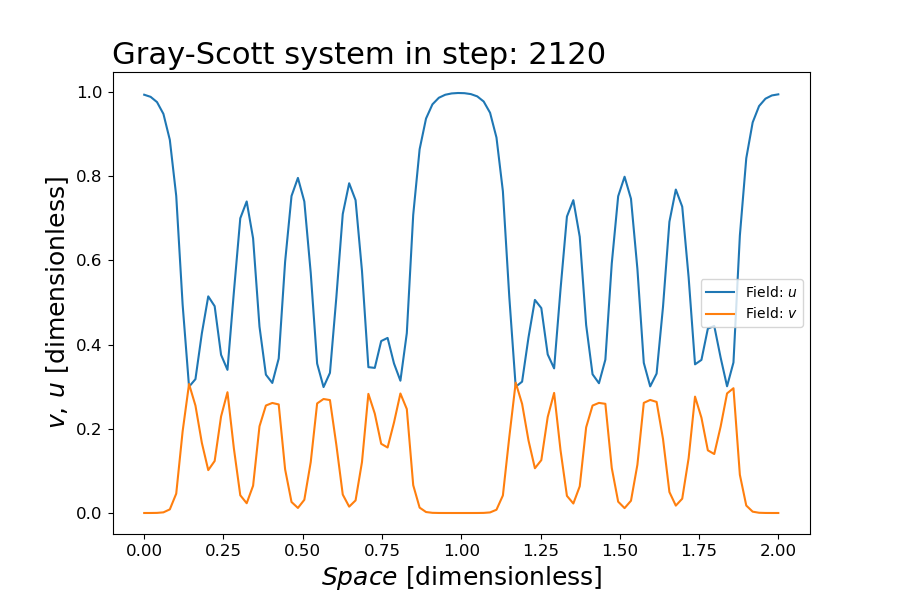 Gray-Scott system in step: 2120
v, u [dimensionless]
1.0
0.8
0.6
0.4
0.2
0.0
Field: u
Field: v
0.00 0.25 0.50 0.75 1.00 1.25 1.50 1.75 2.00
Space [dimensionless]